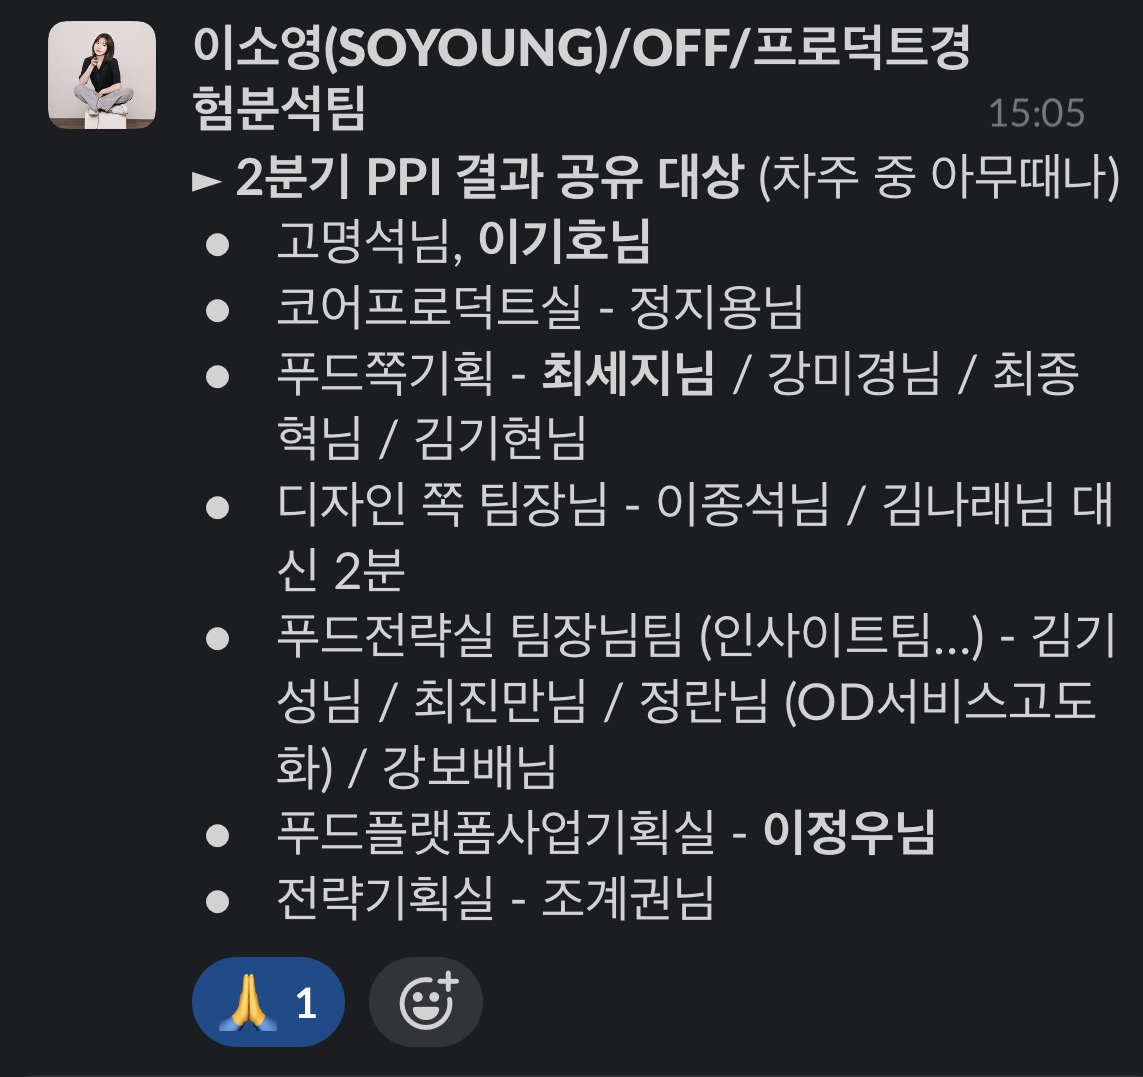 이소영(SOYOUNG)/OFF/프로덕트경
험분석팀
15:05
► 2분기 PPI 결과 공유 대상 (차주 중 아무때나)
● 고명석님, 이기호님
● 코어프로덕트실 - 정지용님
● 푸드쪽기획 - 최세지님 / 강미경님 / 최종
혁님 / 김기현님
● 디자인 쪽 팀장님 - 이종석님 / 김나래님 대
신 2분
● 푸드전략실 팀장님팀 (인사이트팀...) - 김기
성님 / 최진만님 / 정란님 (OD서비스고도
화) / 강보배님
● 푸드플랫폼사업기획실 - 이정우님
● 전략기획실 - 조계권님
🙏 1